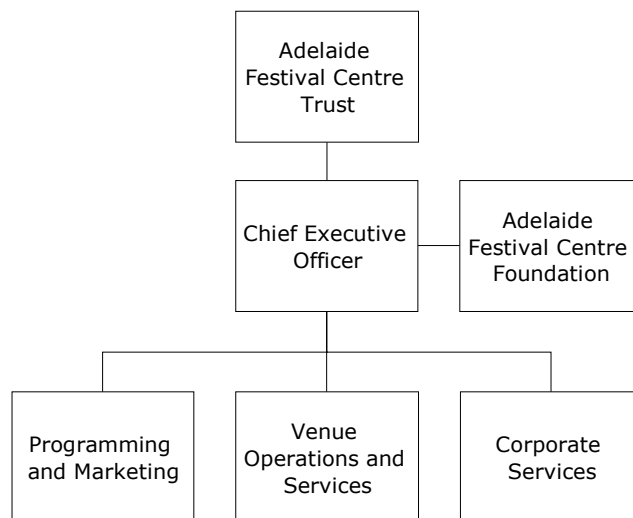 Adelaide
Festival Centre
Trust
Chief Executive
Officer
Adelaide
Festival Centre
Foundation
Programming
and Marketing
Venue
Operations and
Services
Corporate
Services